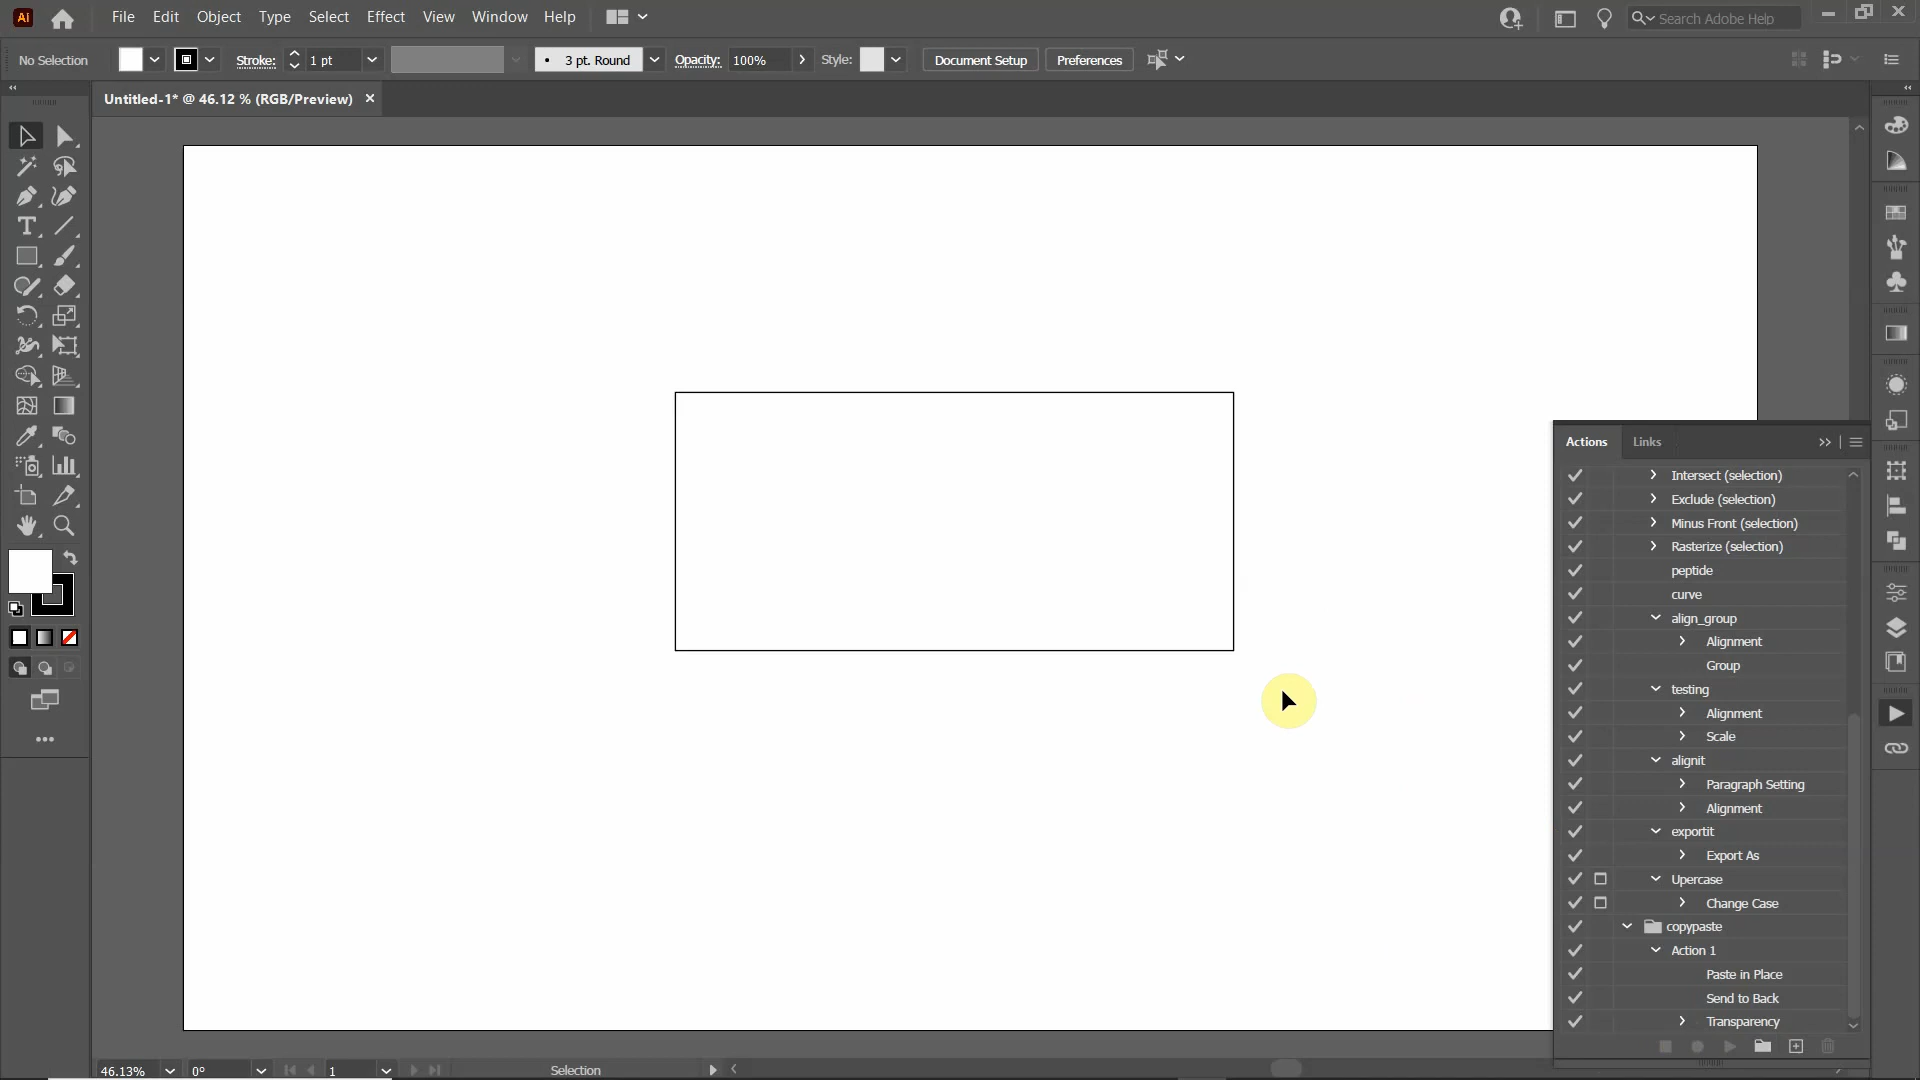 Ai File Edit Object Type Select Effect View Window Help Search Adobe Help
No Selection Stroke: 1 pt 3 pt. Round Opacity: 100% Style: Document Setup Preferences
Untitled-1* @ 46.12 % (RGB/Preview)
Actions Links
Intersect (selection)
Exclude (selection)
Minus Front (selection)
Rasterize (selection)
peptide
curve
align_group
Alignment
Group
testing
Alignment
Scale
alignit
Paragraph Setting
Alignment
exportit
Export As
Upercase
Change Case
copypaste
Action 1
Paste in Place
Send to Back
Transparency
46.13% 0° 1 Selection